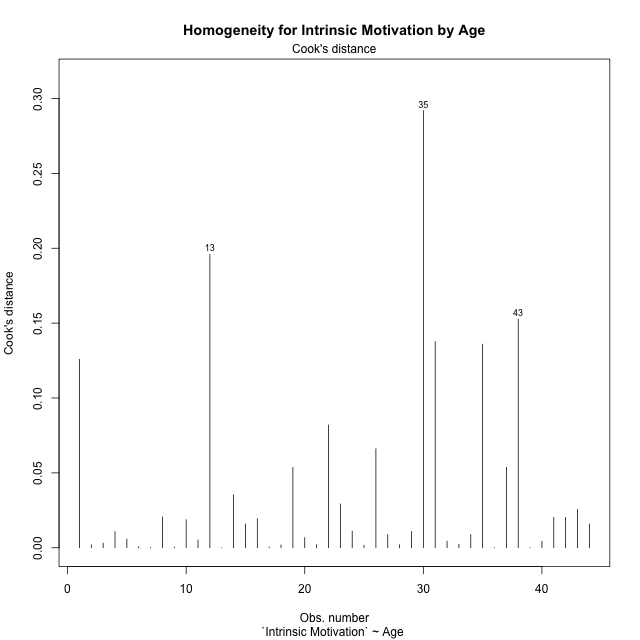 Homogeneity for Intrinsic Motivation by Age
Cook's distance
Cook's distance
0.30
0.25
0.20
0.15
0.10
0.05
0.00
35
13
43
0 10 20 30 40
Obs. number
`Intrinsic Motivation` ~ Age